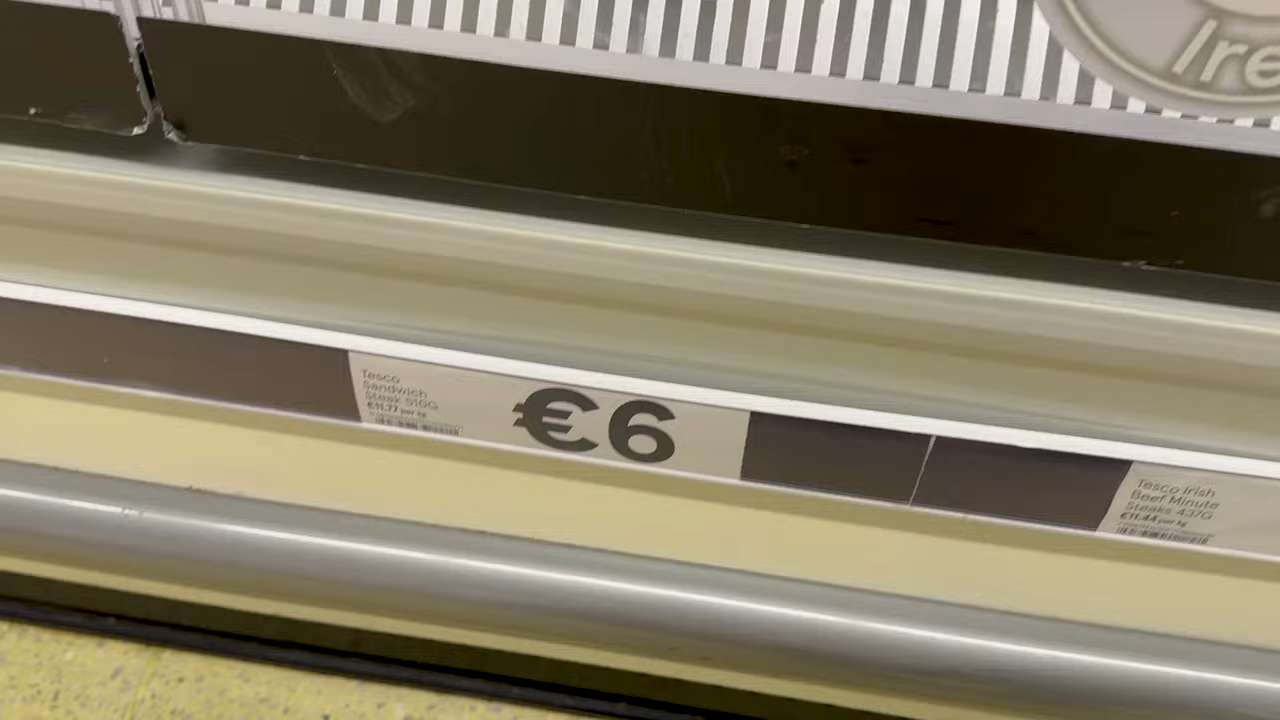 Ire
Tesco
Sandwich
Steak 510G
€11.77 per kg
€6
Tesco Irish
Beef Minute
Steaks 437G
€11.44 per kg